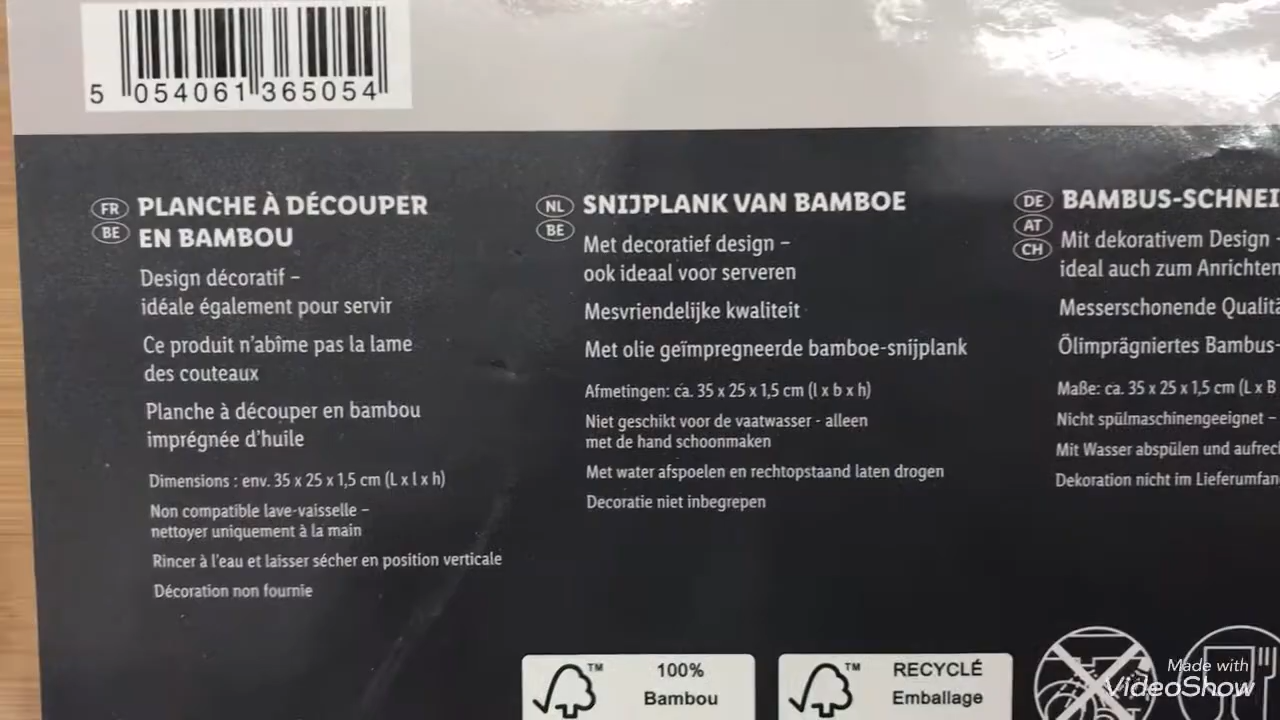 5 054061 365054
FR
BE
PLANCHE À DÉCOUPER
EN BAMBOU
Design décoratif –
idéale également pour servir
Ce produit n'abîme pas la lame
des couteaux
Planche à découper en bambou
imprégnée d'huile
Dimensions : env. 35 x 25 x 1,5 cm (L x l x h)
Non compatible lave-vaisselle –
nettoyer uniquement à la main
Rincer à l'eau et laisser sécher en position verticale
Décoration non fournie
NL
BE
SNIJPLANK VAN BAMBOE
Met decoratief design –
ook ideaal voor serveren
Mesvriendelijke kwaliteit
Met olie geïmpregneerde bamboe-snijplank
Afmetingen: ca. 35 x 25 x 1,5 cm (l x b x h)
Niet geschikt voor de vaatwasser - alleen
met de hand schoonmaken
Met water afspoelen en rechtopstaand laten drogen
Decoratie niet inbegrepen
DE
AT
CH
BAMBUS-SCHNEI
Mit dekorativem Design -
ideal auch zum Anrichten
Messerschonende Qualitä
Ölimprägniertes Bambus-
Maße: ca. 35 x 25 x 1,5 cm (L x B
Nicht spülmaschinengeeignet –
Mit Wasser abspülen und aufrec
Dekoration nicht im Lieferumfan
TM
100%
Bambou
TM
RECYCLÉ
Emballage
Made with
VideoShow